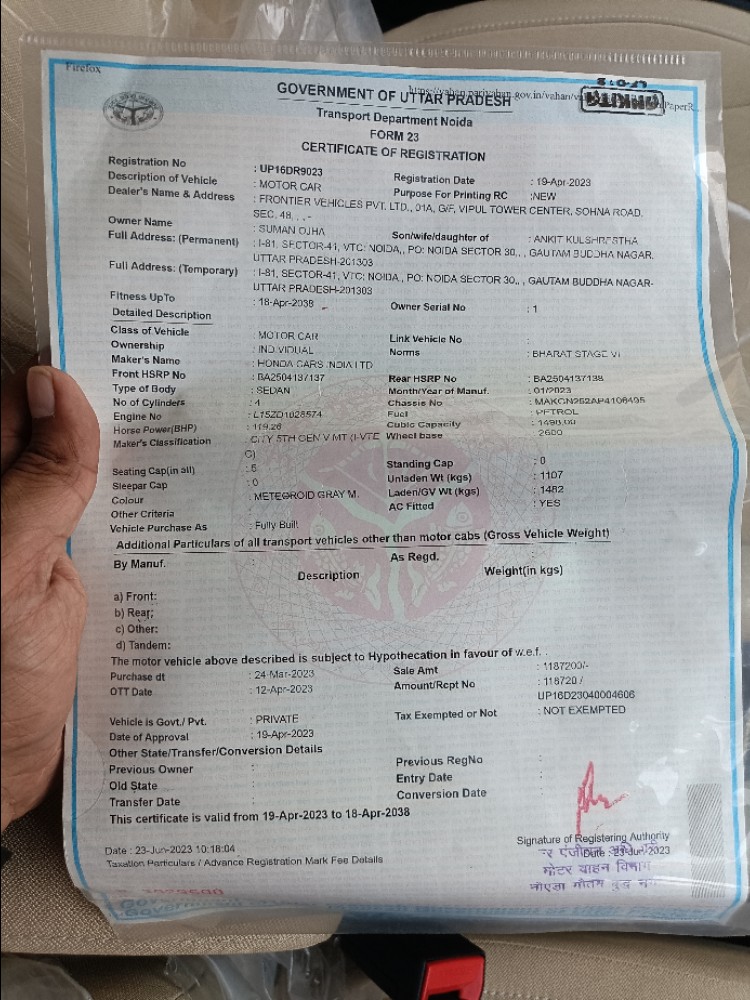 Firefox
GOVERNMENT OF UTTAR PRADESH
Transport Department Noida
FORM 23
CERTIFICATE OF REGISTRATION
Registration No : UP16DR9023 Registration Date : 19-Apr-2023
Description of Vehicle : MOTOR CAR Purpose For Printing RC :NEW
Dealer's Name & Address : FRONTIER VEHICLES PVT. LTD., 01A, G/F, VIPUL TOWER CENTER, SOHNA ROAD,
SEC, 48, , ,-
Owner Name : SUMAN OJHA Son/wife/daughter of : ANKIT KULSHRESTHA
Full Address: (Permanent) : I-81, SECTOR-41, VTC: NOIDA,, PO: NOIDA SECTOR 30,, , GAUTAM BUDDHA NAGAR,
UTTAR PRADESH-201303
Full Address: (Temporary) : I-81, SECTOR-41, VTC: NOIDA,, PO: NOIDA SECTOR 30,, , GAUTAM BUDDHA NAGAR-
UTTAR PRADESH-201303
Fitness UpTo : 18-Apr-2038 Owner Serial No : 1
Detailed Description
Class of Vehicle : MOTOR CAR Link Vehicle No :
Ownership : INDIVIDUAL Norms : BHARAT STAGE VI
Maker's Name : HONDA CARS INDIA LTD
Front HSRP No : BA2504137137 Rear HSRP No : BA2504137138
Type of Body : SEDAN Month/Year of Manuf. : 01/2023
No of Cylinders : 4 Chassis No
Engine No Fuel : PETROL
Horse Power(BHP) Cubic Capacity : 1498.00
Maker's Classification : CITY 5TH GEN V MT (I-VTE Wheel base : 2600
C)
Seating Cap(in all) : 5 Standing Cap : 0
Sleepar Cap : 0 Unladen Wt (kgs) : 1107
Colour : METEOROID GRAY M. Laden/GV Wt (kgs) : 1482
Other Criteria AC Fitted : YES
Vehicle Purchase As : Fully Built
Additional Particulars of all transport vehicles other than motor cabs (Gross Vehicle Weight)
By Manuf. : As Regd. :
Description Weight(in kgs)
a) Front:
b) Rear:
c) Other:
d) Tandem:
The motor vehicle above described is subject to Hypothecation in favour of w.e.f. .
Purchase dt : 24-Mar-2023 Sale Amt : 1187200/-
OTT Date : 12-Apr-2023 Amount/Rcpt No : 118720 /
UP16D23040004606
Vehicle is Govt./ Pvt. : PRIVATE Tax Exempted or Not : NOT EXEMPTED
Date of Approval : 19-Apr-2023
Other State/Transfer/Conversion Details
Previous Owner : Previous RegNo :
Old State : Entry Date :
Transfer Date : Conversion Date :
This certificate is valid from 19-Apr-2023 to 18-Apr-2038
Signature of Registering Authority
Date : 23-Jun-2023 10:18:04 Date : 23-Jun-2023
Taxation Particulars / Advance Registration Mark Fee Details
मोटर वाहन विभाग